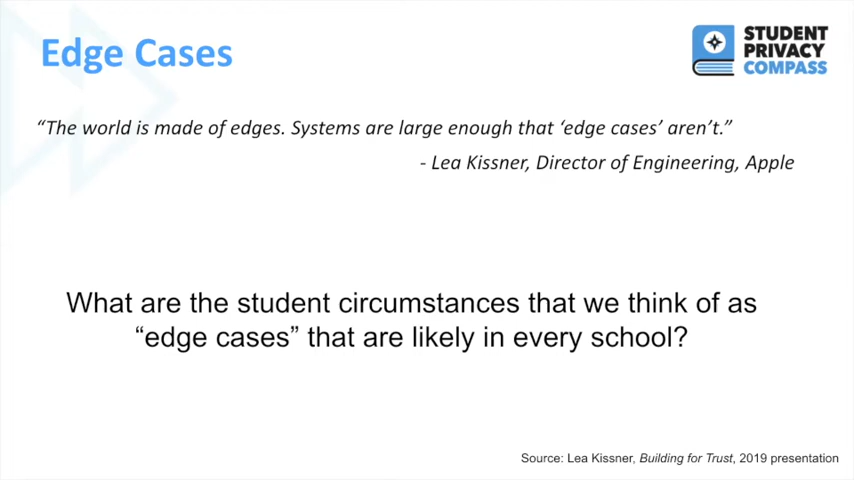 Edge Cases
STUDENT
PRIVACY
COMPASS
“The world is made of edges. Systems are large enough that ‘edge cases’ aren’t.”
- Lea Kissner, Director of Engineering, Apple
What are the student circumstances that we think of as
“edge cases” that are likely in every school?
Source: Lea Kissner, Building for Trust, 2019 presentation